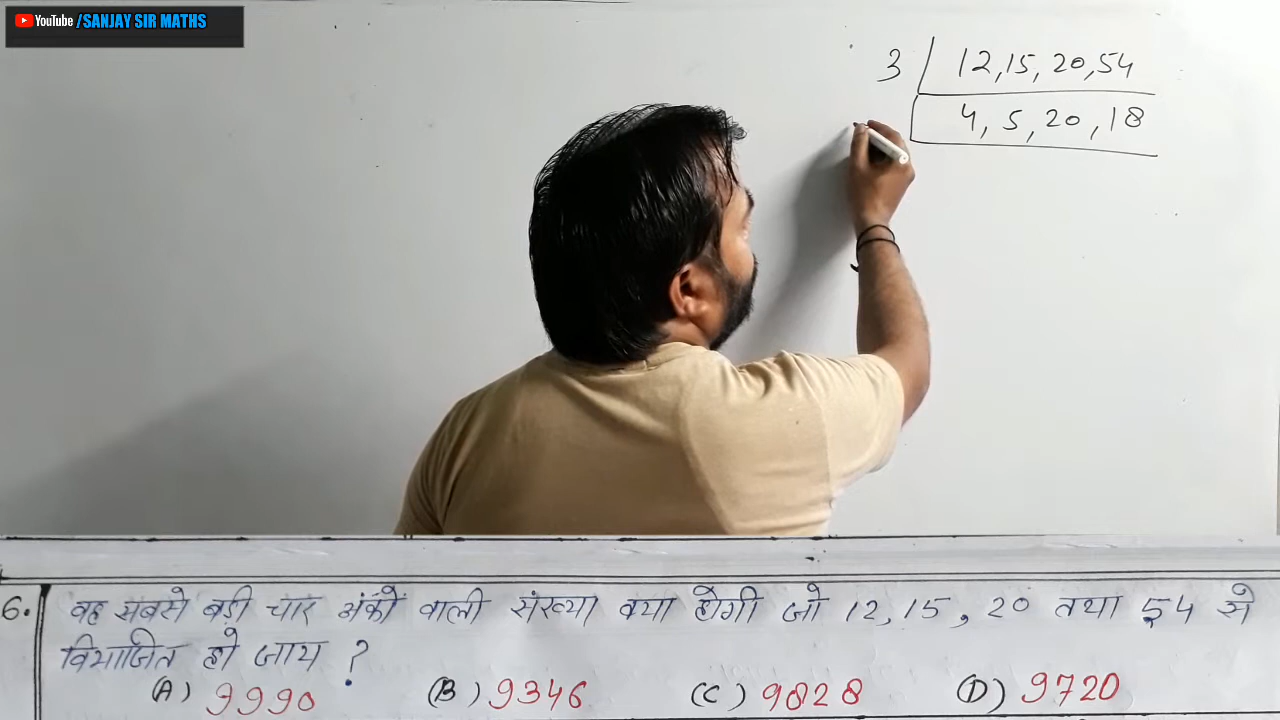 YouTube /SANJAY SIR MATHS
3 | 12,15,20,54
4, 5, 20, 18
6. वह सबसे बड़ी चार अंको वाली संख्या क्या होगी जो 12,15, 20 तथा 54 से
विभाजित हो जाय ?
(A) 9990 (B) 9346 (C) 9828 (D) 9720